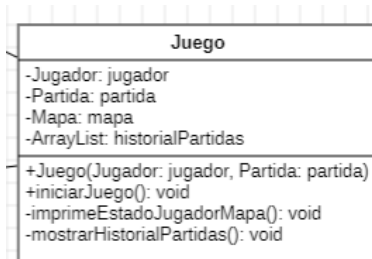 Juego
-Jugador: jugador
-Partida: partida
-Mapa: mapa
-ArrayList: historialPartidas
+Juego(Jugador: jugador, Partida: partida)
+iniciarJuego(): void
-imprimeEstadoJugadorMapa(): void
-mostrarHistorialPartidas(): void